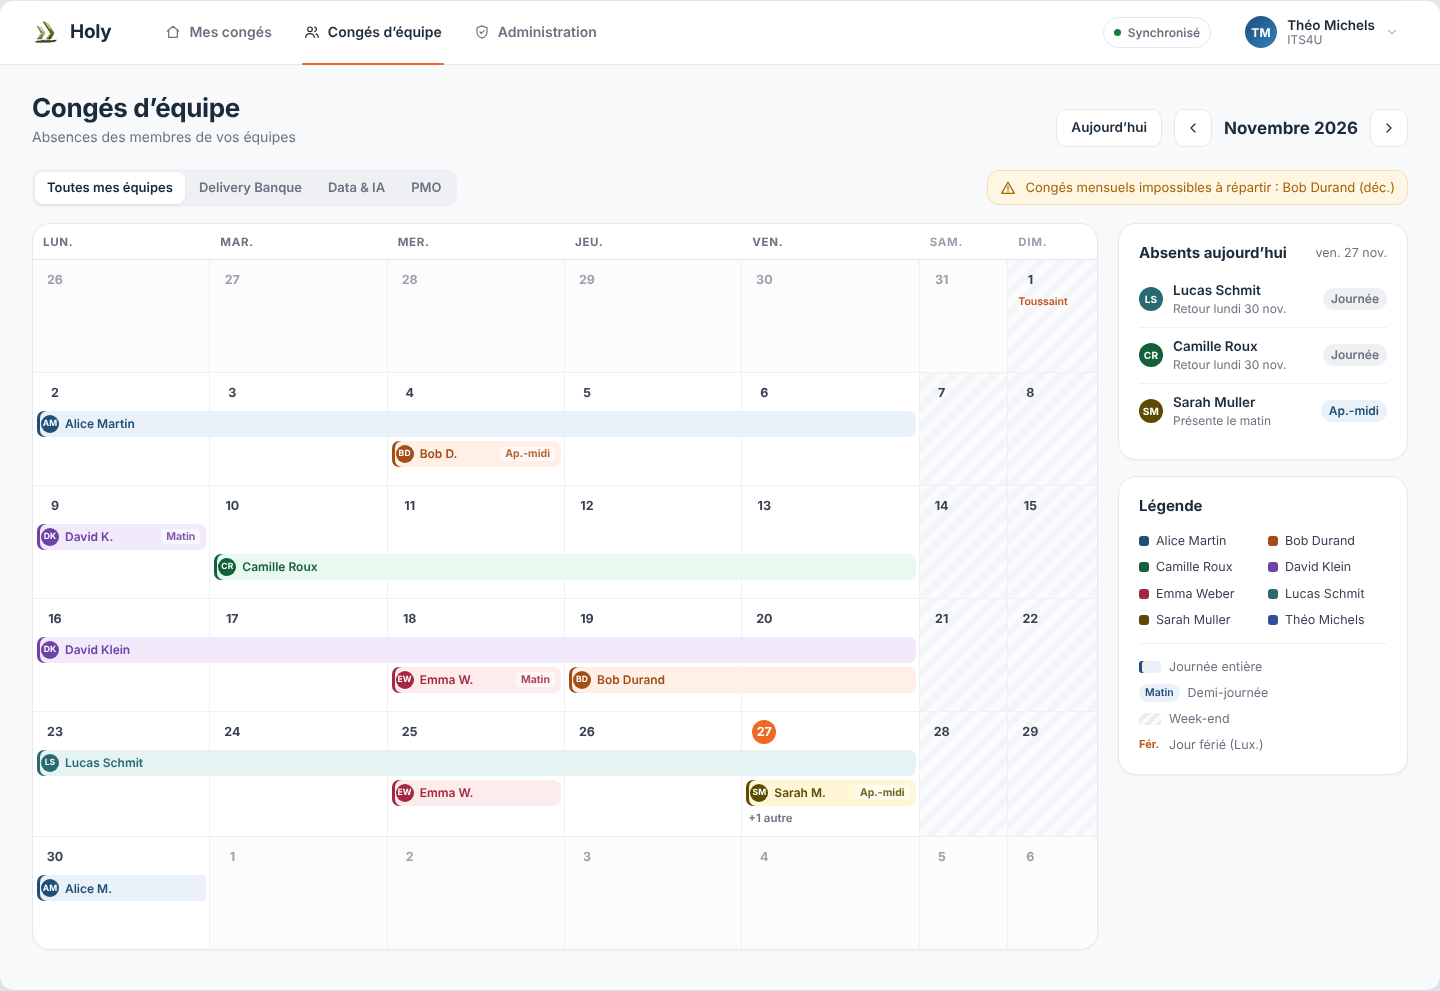 Holy
Mes congés
Congés d’équipe
Administration
Synchronisé
TM
Théo Michels
ITS4U
Congés d’équipe
Absences des membres de vos équipes
Aujourd’hui
Novembre 2026
Toutes mes équipes
Delivery Banque
Data & IA
PMO
Congés mensuels impossibles à répartir : Bob Durand (déc.)
LUN. MAR. MER. JEU. VEN. SAM. DIM.
26 27 28 29 30 31 1
Toussaint
2 3 4 5 6 7 8
AM Alice Martin
BD Bob D. Ap.-midi
9 10 11 12 13 14 15
DK David K. Matin
CR Camille Roux
16 17 18 19 20 21 22
DK David Klein
EW Emma W. Matin
BD Bob Durand
23 24 25 26 27 28 29
LS Lucas Schmit
EW Emma W.
SM Sarah M. Ap.-midi
+1 autre
30 1 2 3 4 5 6
AM Alice M.
Absents aujourd’hui
ven. 27 nov.
LS Lucas Schmit
Retour lundi 30 nov.
Journée
CR Camille Roux
Retour lundi 30 nov.
Journée
SM Sarah Muller
Présente le matin
Ap.-midi
Légende
Alice Martin
Bob Durand
Camille Roux
David Klein
Emma Weber
Lucas Schmit
Sarah Muller
Théo Michels
Journée entière
Matin Demi-journée
Week-end
Fér. Jour férié (Lux.)